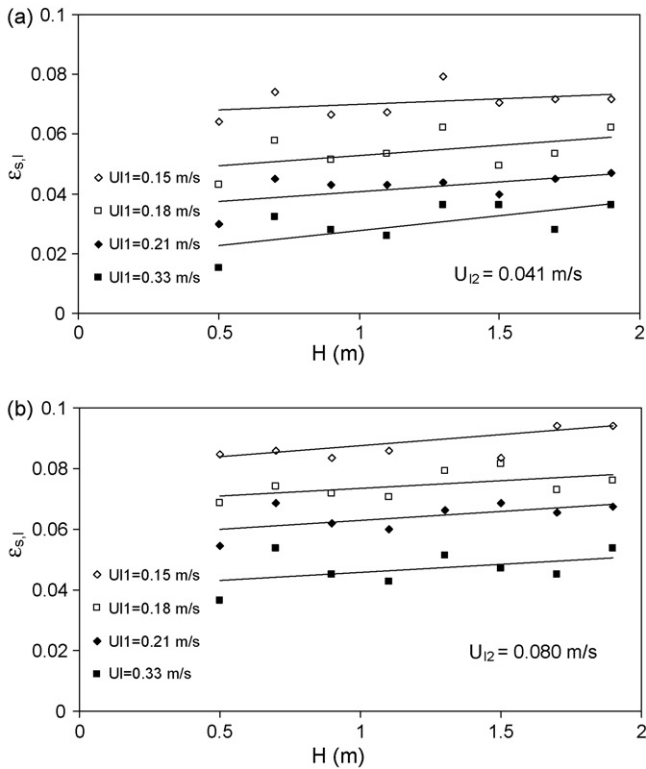 (a)
0.1
0.08
0.06
0.04
0.02
0
εs,l
Ul1=0.15 m/s
Ul1=0.18 m/s
Ul1=0.21 m/s
Ul1=0.33 m/s
Ul2 = 0.041 m/s
0 0.5 1 1.5 2
H (m)
(b)
0.1
0.08
0.06
0.04
0.02
0
εs,l
Ul1=0.15 m/s
Ul1=0.18 m/s
Ul1=0.21 m/s
Ul=0.33 m/s
Ul2 = 0.080 m/s
0 0.5 1 1.5 2
H (m)